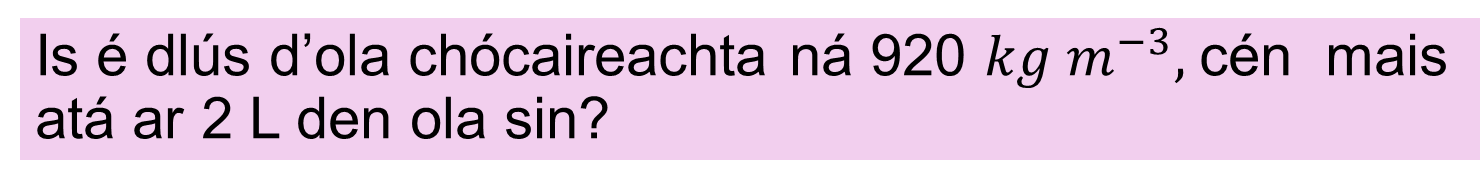 Is é dlús d’ola chócaireachta ná 920 kg m⁻³, cén mais
atá ar 2 L den ola sin?